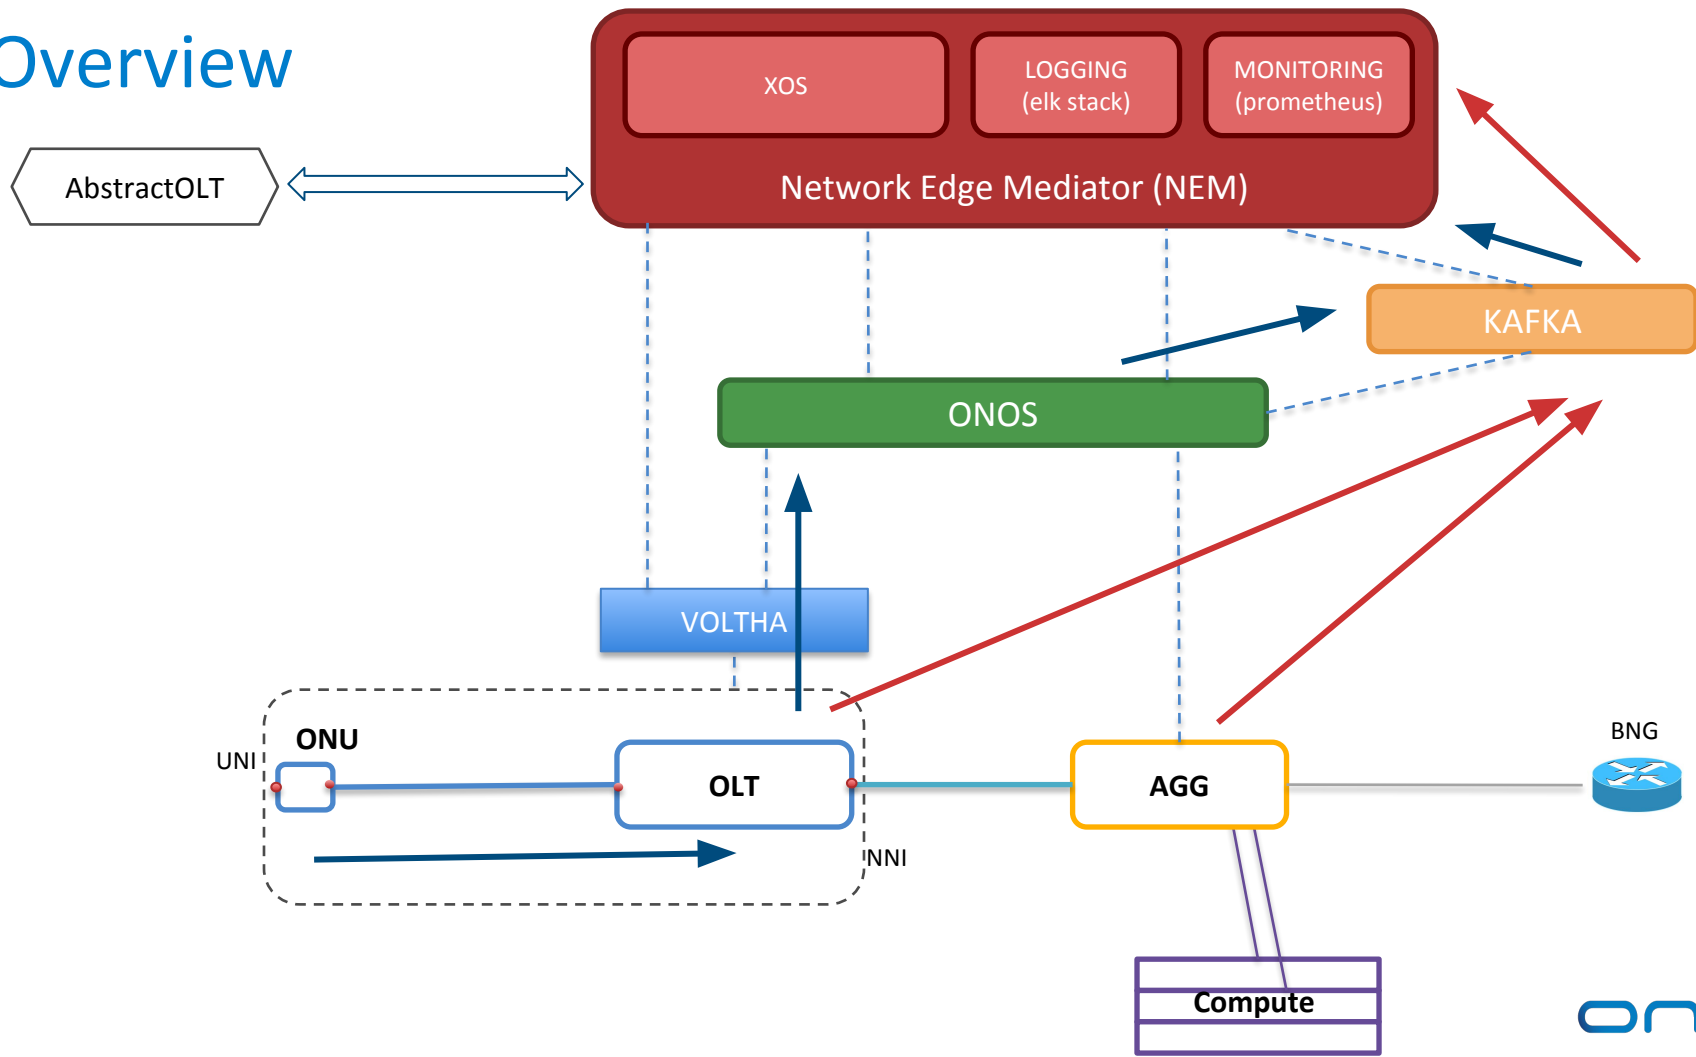 Overview
XOS
LOGGING
(elk stack)
MONITORING
(prometheus)
Network Edge Mediator (NEM)
AbstractOLT
KAFKA
ONOS
VOLTHA
ONU
UNI
OLT
NNI
AGG
BNG
Compute